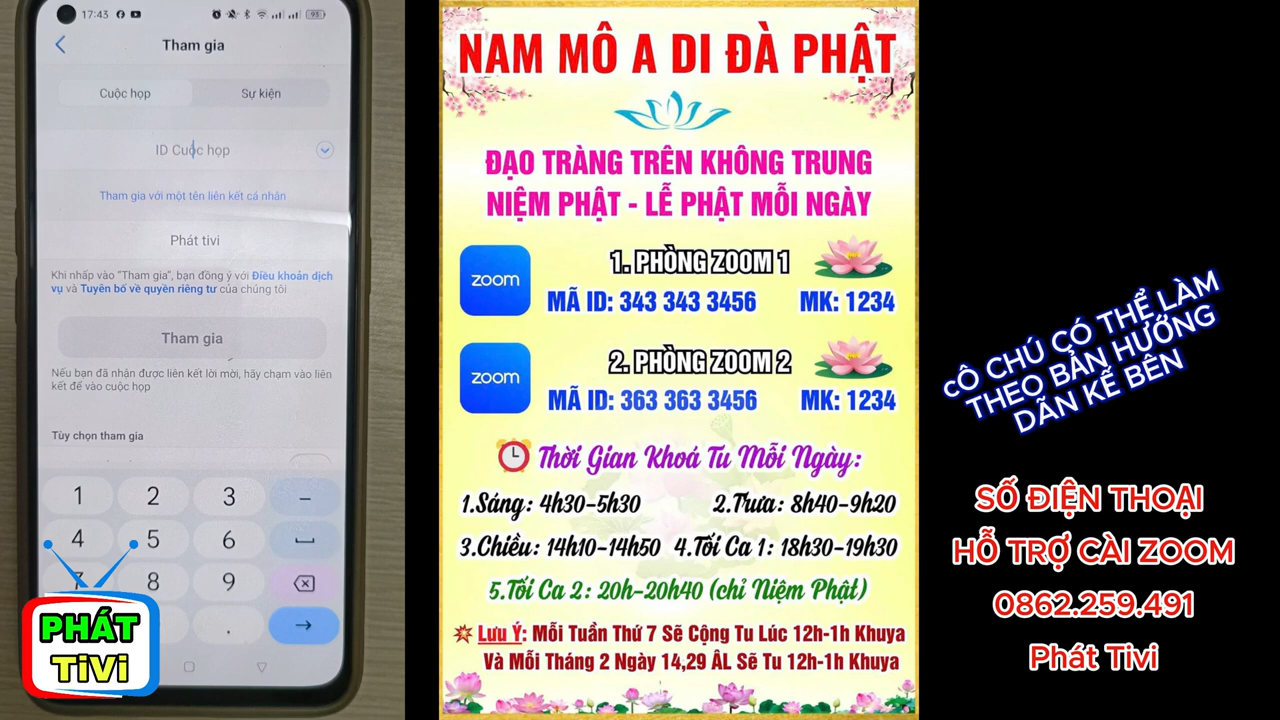 17:43
93
Tham gia
Cuộc họp
Sự kiện
ID Cuộc họp
Tham gia với một tên liên kết cá nhân
Phát tivi
Khi nhấp vào "Tham gia", bạn đồng ý với Điều khoản dịch
vụ và Tuyên bố về quyền riêng tư của chúng tôi
Tham gia
Nếu bạn đã nhận được liên kết lời mời, hãy chạm vào liên
kết để vào cuộc họp
Tùy chọn tham gia
1 2 3 –
4 5 6
7 8 9
.
PHÁT
TiVi
NAM MÔ A DI ĐÀ PHẬT
ĐẠO TRÀNG TRÊN KHÔNG TRUNG
NIỆM PHẬT - LỄ PHẬT MỖI NGÀY
zoom
1. PHÒNG ZOOM 1
MÃ ID: 343 343 3456 MK: 1234
zoom
2. PHÒNG ZOOM 2
MÃ ID: 363 363 3456 MK: 1234
Thời Gian Khoá Tu Mỗi Ngày:
1.Sáng: 4h30-5h30 2.Trưa: 8h40-9h20
3.Chiều: 14h10-14h50 4.Tối Ca 1: 18h30-19h30
5.Tối Ca 2: 20h-20h40 (chỉ Niệm Phật)
Lưu Ý: Mỗi Tuần Thứ 7 Sẽ Cộng Tu Lúc 12h-1h Khuya
Và Mỗi Tháng 2 Ngày 14,29 ÂL Sẽ Tu 12h-1h Khuya
CÔ CHÚ CÓ THỂ LÀM
THEO BẢN HƯỚNG
DẪN KẾ BÊN
SỐ ĐIỆN THOẠI
HỖ TRỢ CÀI ZOOM
0862.259.491
Phát Tivi